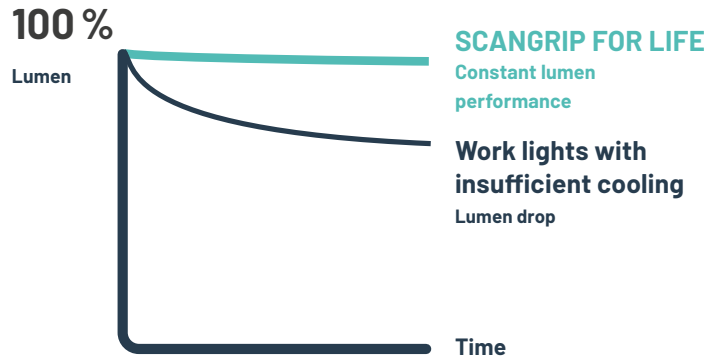 100 %
Lumen
SCANGRIP FOR LIFE
Constant lumen
performance
Work lights with
insufficient cooling
Lumen drop
Time